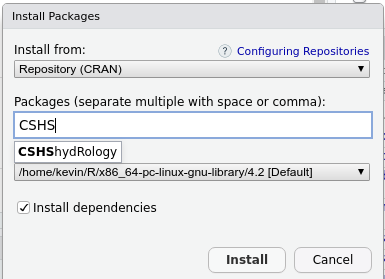 Install Packages
Install from:
? Configuring Repositories
Repository (CRAN)
Packages (separate multiple with space or comma):
CSHS
CSHShydRology
/home/kevin/R/x86_64-pc-linux-gnu-library/4.2 [Default]
Install dependencies
Install Cancel